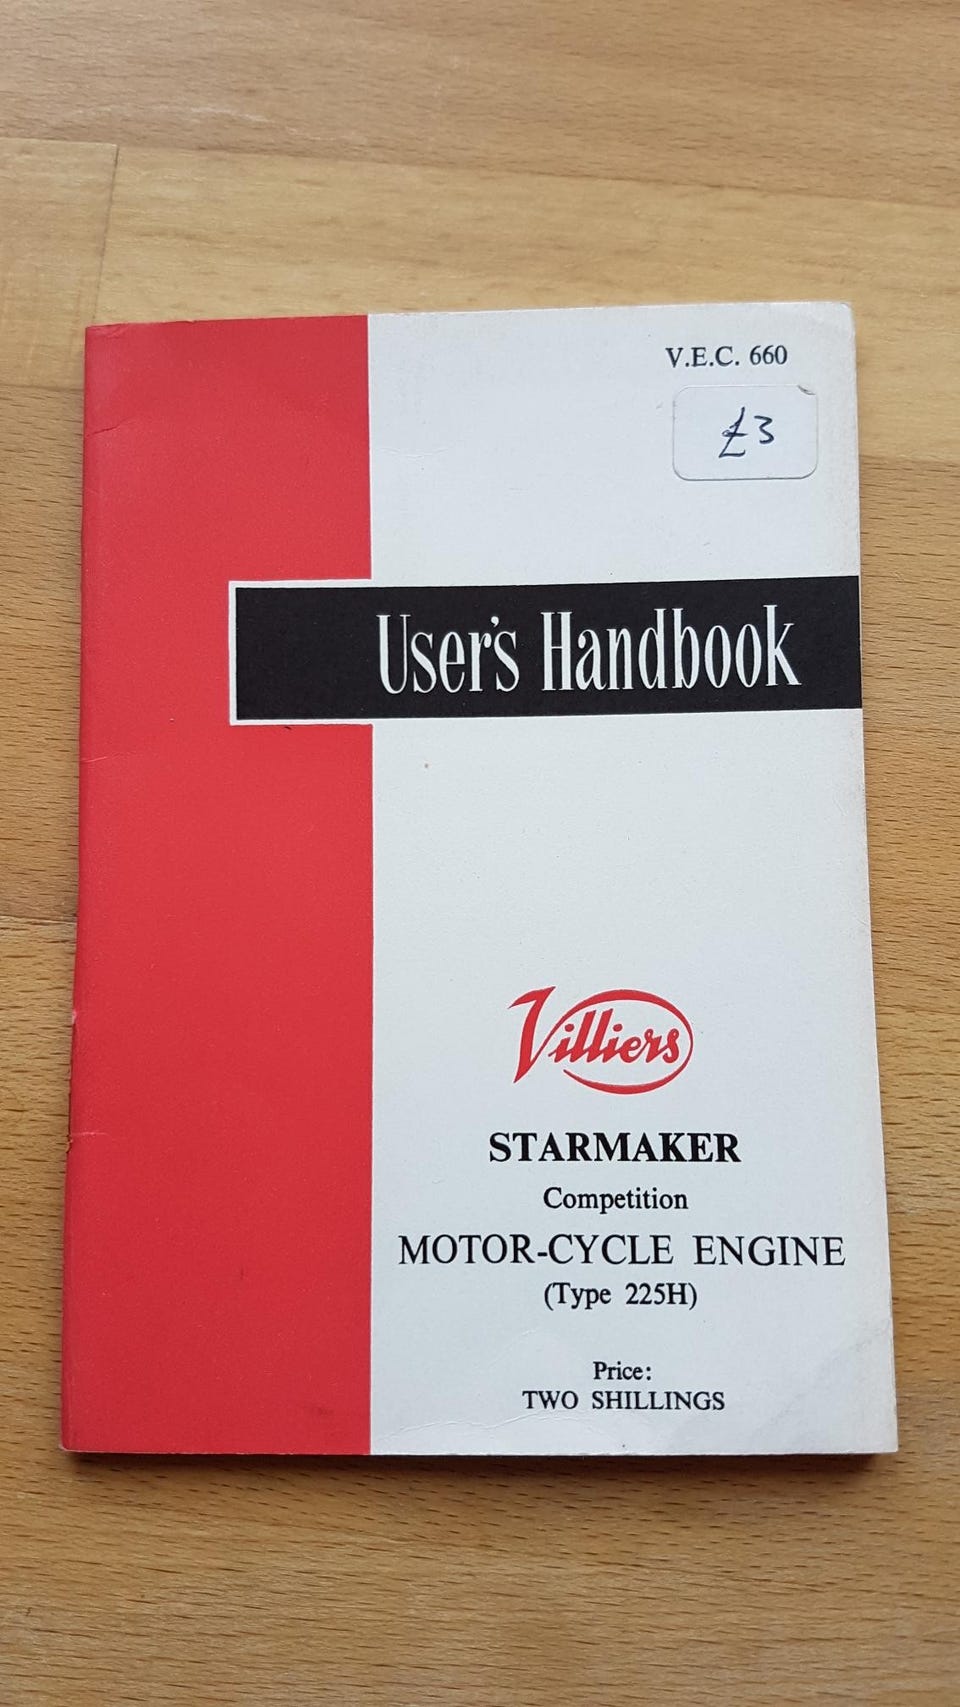 V.E.C. 660
£3
User's Handbook
Villiers
STARMAKER
Competition
MOTOR-CYCLE ENGINE
(Type 225H)
Price:
TWO SHILLINGS